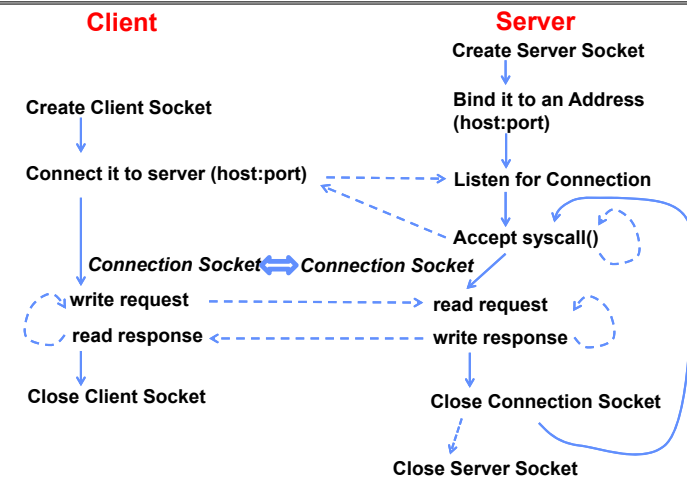 Client
Server
Create Server Socket
Create Client Socket
Bind it to an Address
(host:port)
Connect it to server (host:port)
Listen for Connection
Accept syscall()
Connection Socket
Connection Socket
write request
read request
read response
write response
Close Client Socket
Close Connection Socket
Close Server Socket